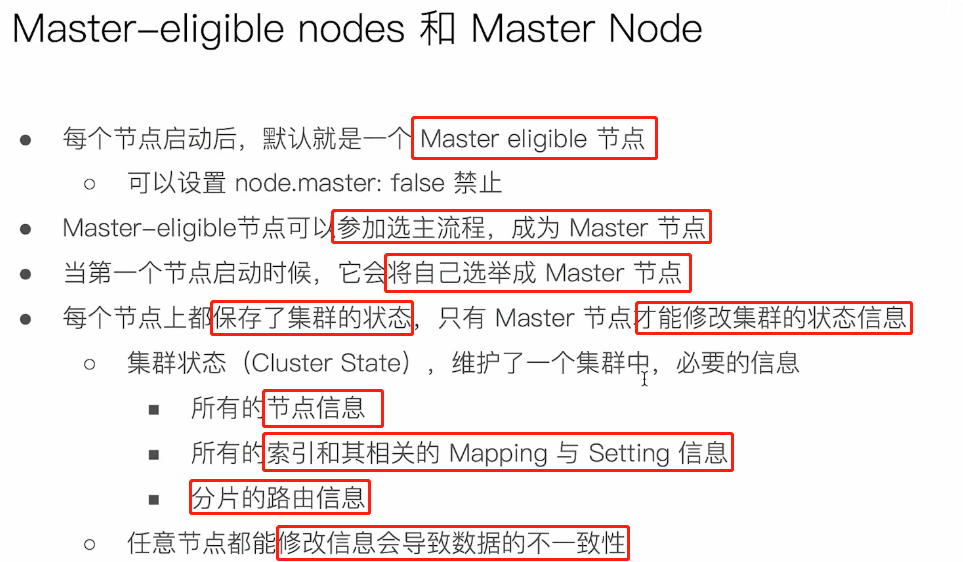 Master-eligible nodes 和 Master Node
每个节点启动后，默认就是一个 Master eligible 节点
可以设置 node.master: false 禁止
Master-eligible节点可以参加选主流程，成为 Master 节点
当第一个节点启动时候，它会将自己选举成 Master 节点
每个节点上都保存了集群的状态，只有 Master 节点才能修改集群的状态信息
集群状态（Cluster State），维护了一个集群中，必要的信息
所有的节点信息
所有的索引和其相关的 Mapping 与 Setting 信息
分片的路由信息
任意节点都能修改信息会导致数据的不一致性